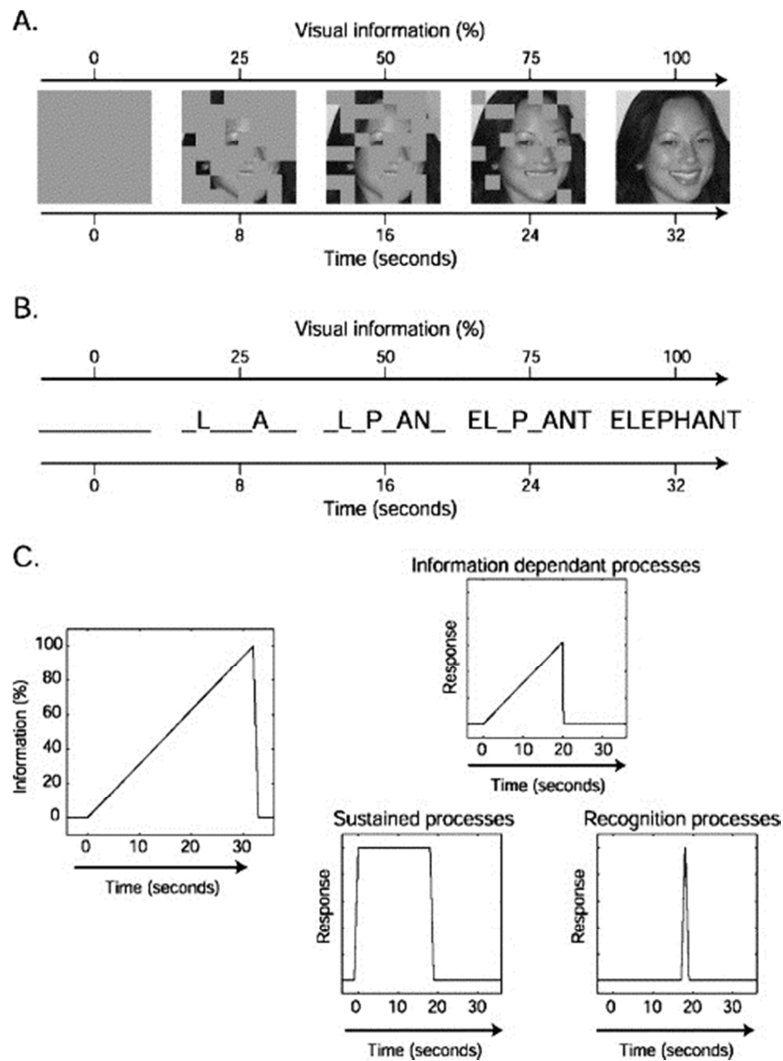 A.
Visual information (%)
0 25 50 75 100
0 8 16 24 32
Time (seconds)
B.
Visual information (%)
0 25 50 75 100
_L___A__ _L_P_AN_ EL_P_ANT ELEPHANT
0 8 16 24 32
Time (seconds)
C.
Information dependant processes
Response
0 10 20 30
Time (seconds)
Information (%)
100
80
60
40
20
0
0 10 20 30
Time (seconds)
Sustained processes
Response
0 10 20 30
Time (seconds)
Recognition processes
Response
0 10 20 30
Time (seconds)